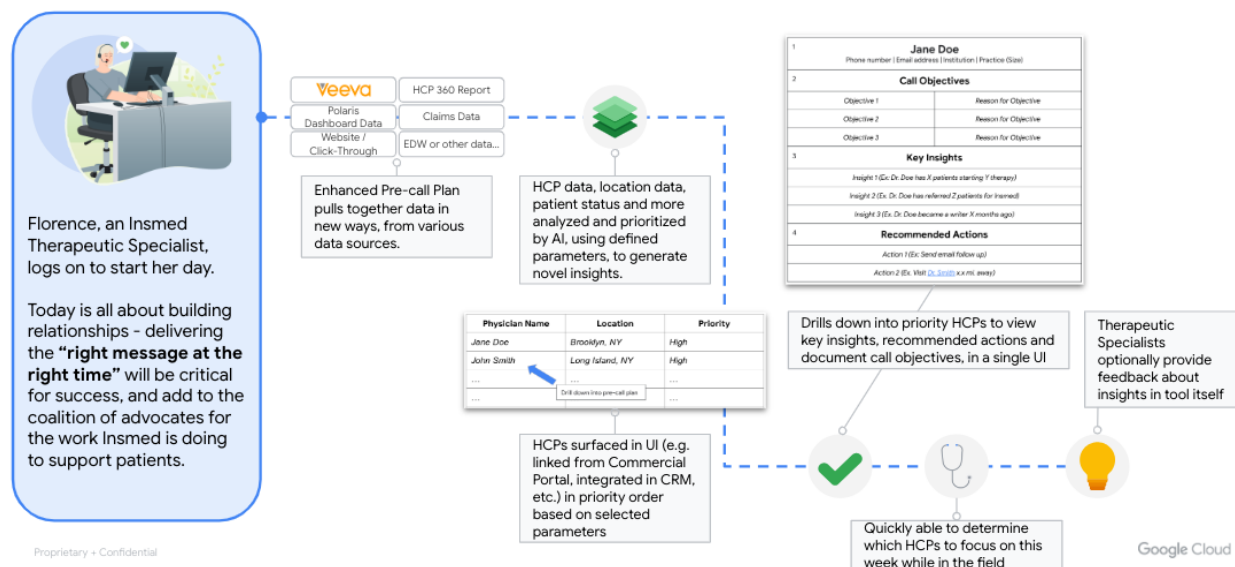 Florence, an Insmed
Therapeutic Specialist,
logs on to start her day.
Today is all about building
relationships - delivering
the “right message at the
right time” will be critical
for success, and add to the
coalition of advocates for
the work Insmed is doing
to support patients.
Veeva
HCP 360 Report
Polaris
Dashboard Data
Claims Data
Website /
Click-Through
EDW or other data...
Enhanced Pre-call Plan
pulls together data in
new ways, from various
data sources.
HCP data, location data,
patient status and more
analyzed and prioritized
by AI, using defined
parameters, to generate
novel insights.
Physician Name Location Priority
Jane Doe Brooklyn, NY High
John Smith Long Island, NY High
... ... ...
Drill down into pre-call plan
... ...
HCPs surfaced in UI (e.g.
linked from Commercial
Portal, integrated in CRM,
etc.) in priority order
based on selected
parameters
1
Jane Doe
Phone number | Email address | Institution | Practice (Size)
2
Call Objectives
Objective 1 Reason for Objective
Objective 2 Reason for Objective
Objective 3 Reason for Objective
3
Key Insights
Insight 1 (Ex: Dr. Doe has X patients starting Y therapy)
Insight 2 (Ex. Dr. Doe has referred Z patients for Insmed)
Insight 3 (Ex. Dr. Doe became a writer X months ago)
4
Recommended Actions
Action 1 (Ex: Send email follow up)
Action 2 (Ex. Visit Dr. Smith x.x mi. away)
Drills down into priority HCPs to view
key insights, recommended actions and
document call objectives, in a single UI
Therapeutic
Specialists
optionally provide
feedback about
insights in tool itself
Quickly able to determine
which HCPs to focus on this
week while in the field
Proprietary + Confidential
Google Cloud